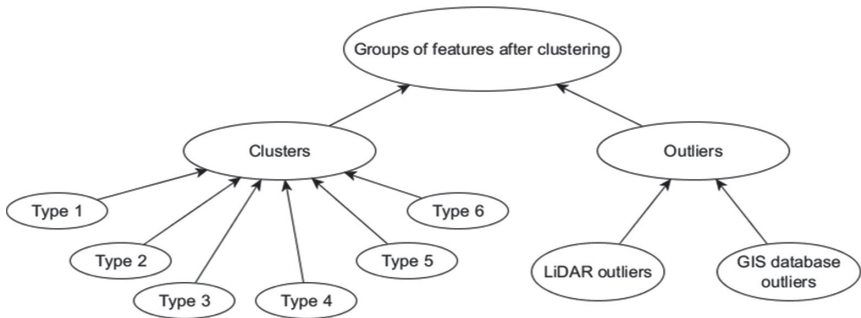 Groups of features after clustering
Clusters
Outliers
Type 1
Type 6
Type 2
Type 5
Type 3
Type 4
LiDAR outliers
GIS database
outliers